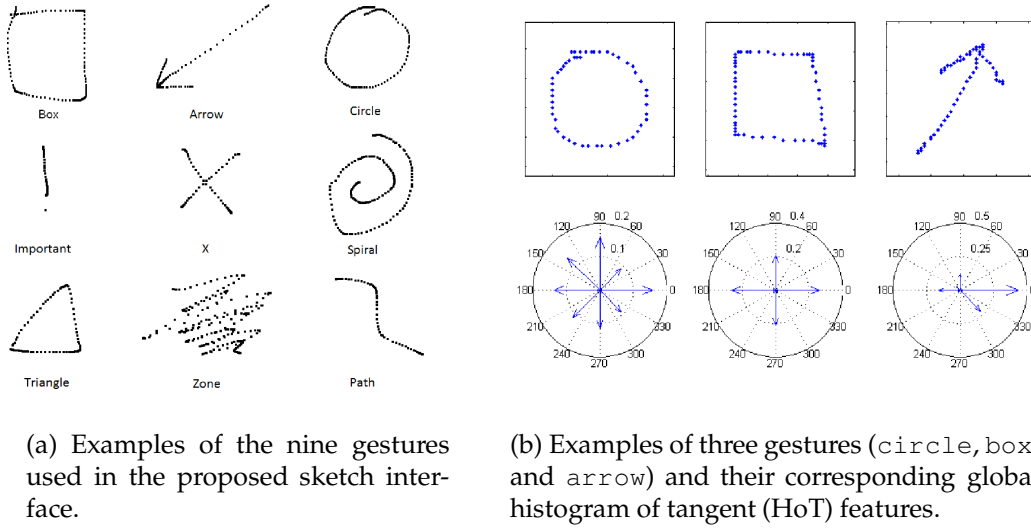 Box Arrow Circle
Important X Spiral
Triangle Zone Path
90 0.2
120 60
0.1
150 30
180 0
210 330
240 300
270
90 0.4
120 60
0.2
150 30
180 0
210 330
240 300
270
90 0.5
120 60
0.25
150 30
180 0
210 330
240 300
270
(a) Examples of the nine gestures
used in the proposed sketch inter-
face.
(b) Examples of three gestures (circle, box
and arrow) and their corresponding globa
histogram of tangent (HoT) features.